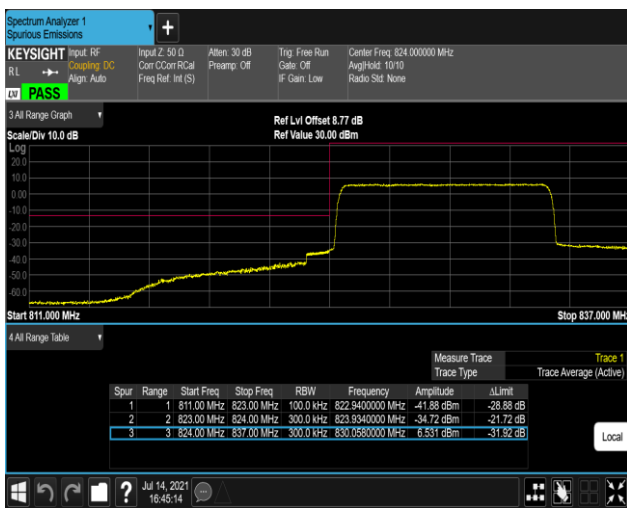 Spectrum Analyzer 1
Spurious Emissions
+
KEYSIGHT Input: RF Input Z: 50 Ω Atten: 30 dB Trig: Free Run Center Freq: 824.000000 MHz
RL Coupling: DC Corr CCorr RCal Preamp: Off Gate: Off Avg|Hold: 10/10
Align: Auto Freq Ref: Int (S) IF Gain: Low Radio Std: None
LXI PASS
3 All Range Graph
Ref Lvl Offset 8.77 dB
Scale/Div 10.0 dB Ref Value 30.00 dBm
Log
20.0
10.0
0.00
-10.0
-20.0
-30.0
-40.0
-50.0
-60.0
Start 811.000 MHz Stop 837.000 MHz
4 All Range Table
Measure Trace Trace 1
Trace Type Trace Average (Active)
Spur Range Start Freq Stop Freq RBW Frequency Amplitude ΔLimit
1 1 811.00 MHz 823.00 MHz 100.0 kHz 822.9400000 MHz -41.88 dBm -28.88 dB
2 2 823.00 MHz 824.00 MHz 300.0 kHz 823.9340000 MHz -34.72 dBm -21.72 dB
3 3 824.00 MHz 837.00 MHz 300.0 kHz 830.0580000 MHz 6.531 dBm -31.92 dB
Local
? Jul 14, 2021
16:45:14